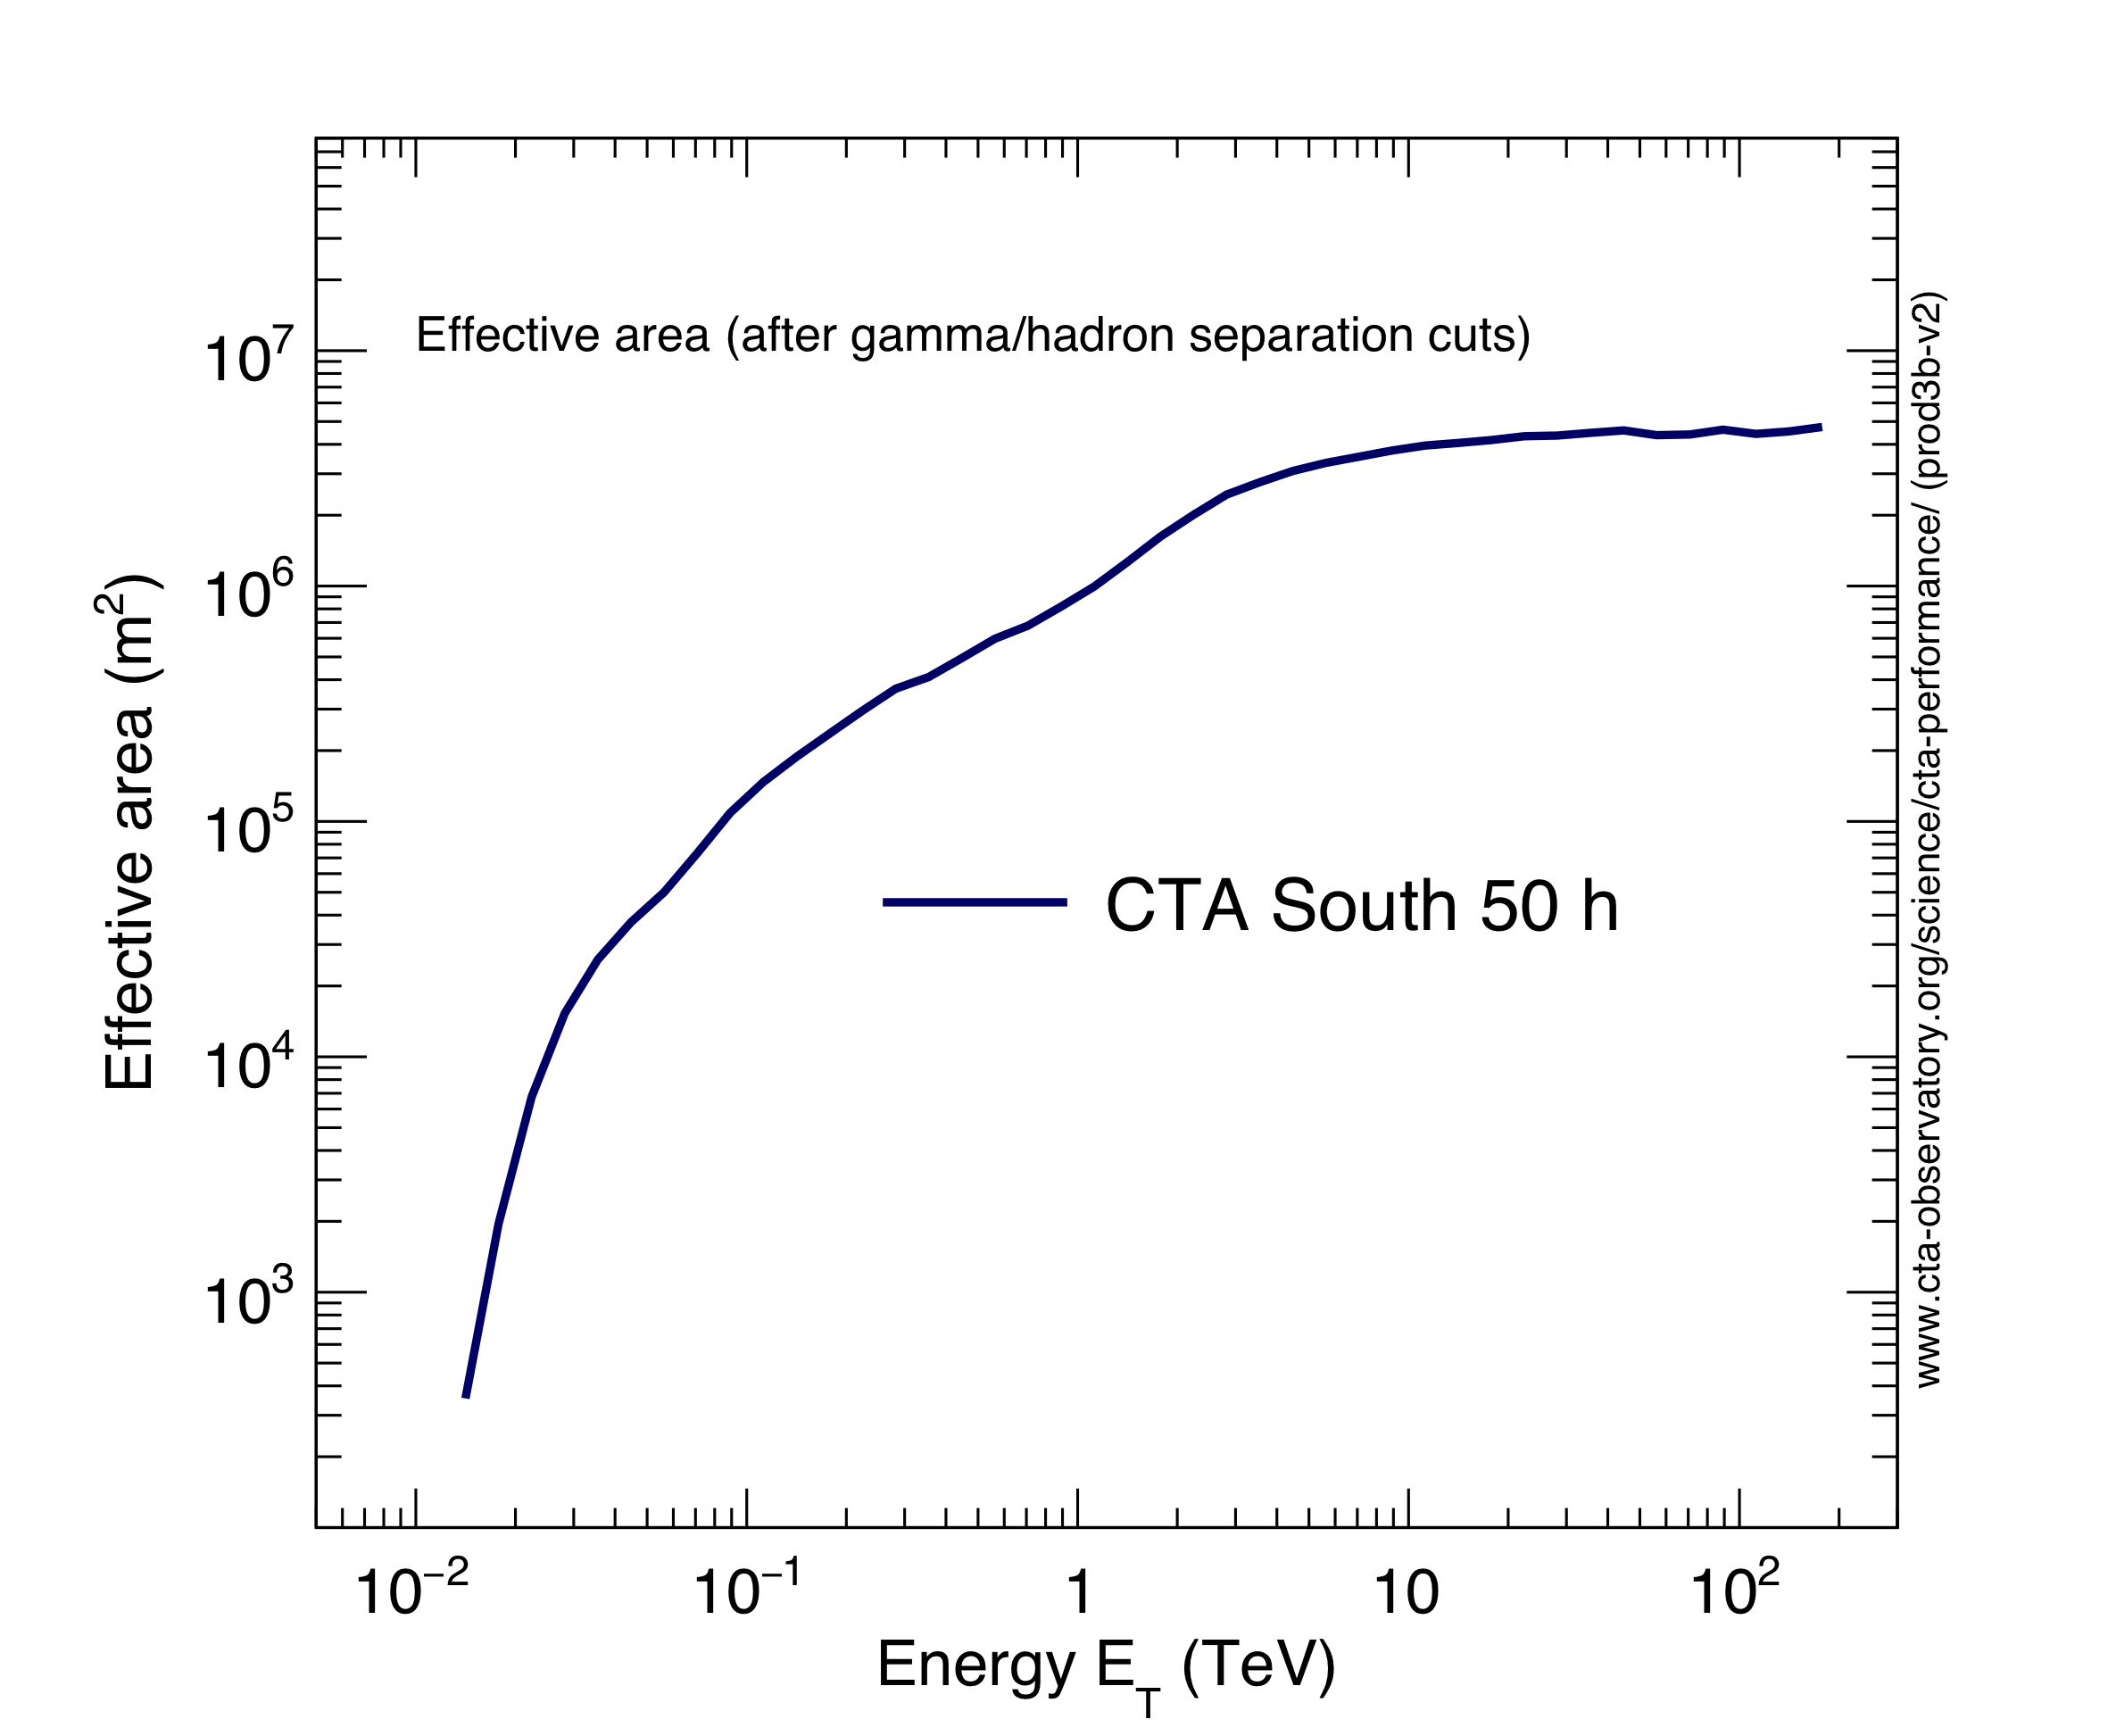 Effective area (after gamma/hadron separation cuts)
CTA South 50 h
Effective area (m²)
10⁷
10⁶
10⁵
10⁴
10³
10⁻²
10⁻¹
1
10
10²
Energy E_T (TeV)
www.cta-observatory.org/science/cta-performance/ (prod3b-v2)